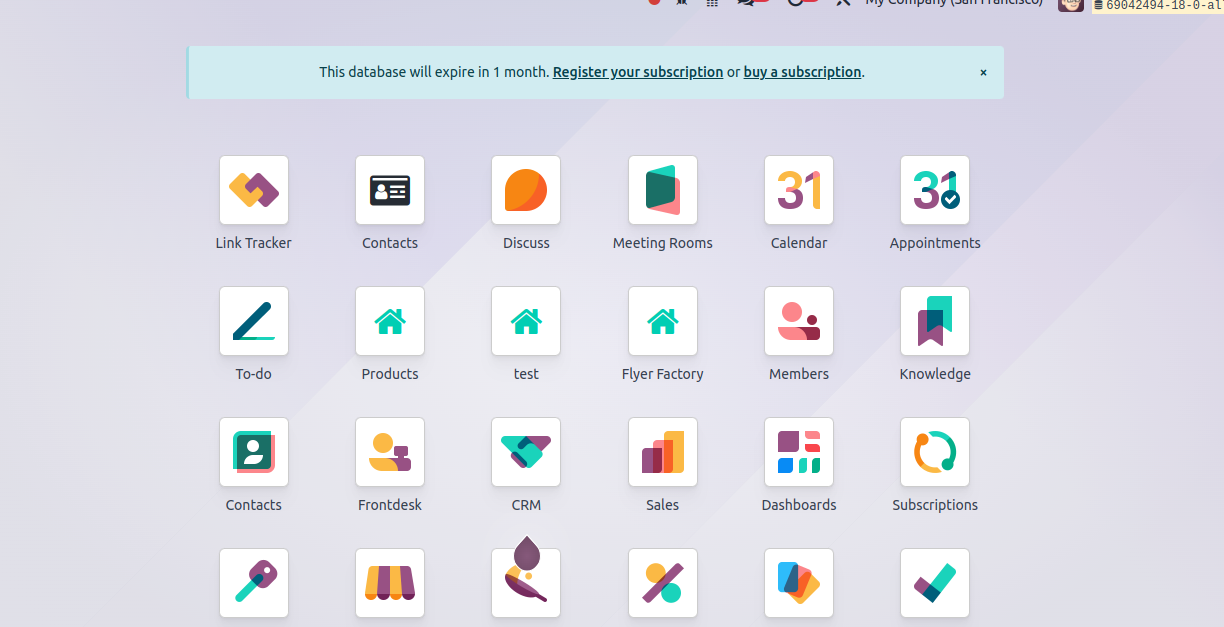 My Company (San Francisco)
69042494-18-0-all
This database will expire in 1 month. Register your subscription or buy a subscription.
×
31
31
Link Tracker
Contacts
Discuss
Meeting Rooms
Calendar
Appointments
To-do
Products
test
Flyer Factory
Members
Knowledge
Contacts
Frontdesk
CRM
Sales
Dashboards
Subscriptions